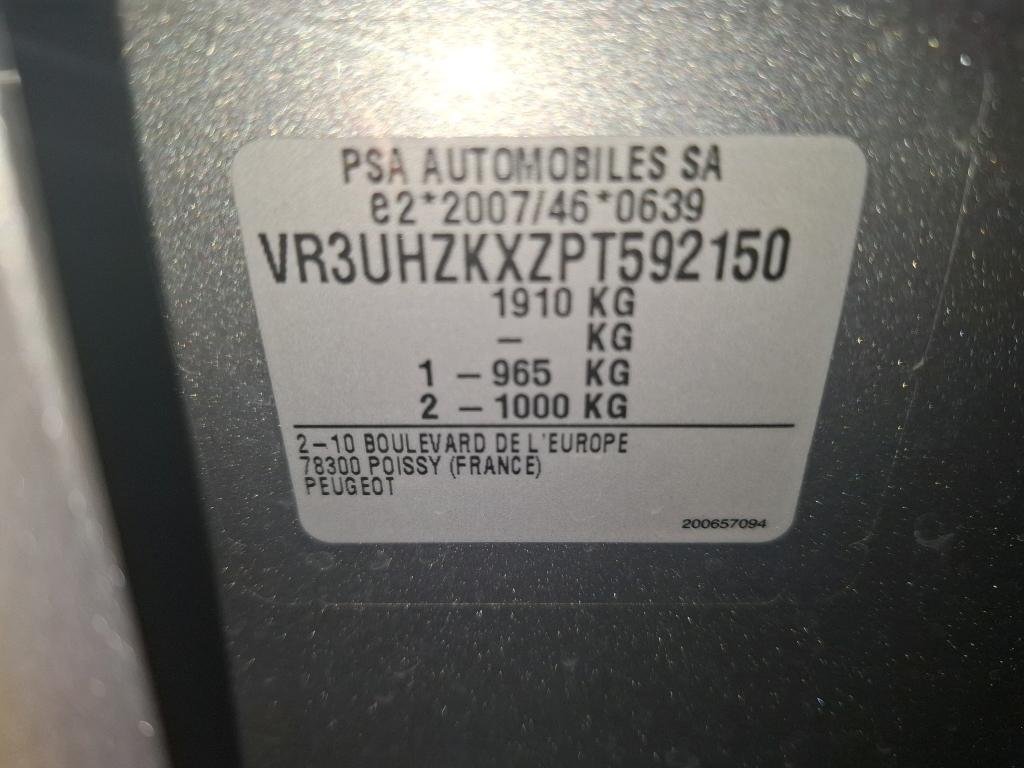 PSA AUTOMOBILES SA
e2*2007/46*0639
VR3UHZKXZPT592150
1910 KG
– KG
1 – 965 KG
2 – 1000 KG
2–10 BOULEVARD DE L'EUROPE
78300 POISSY (FRANCE)
PEUGEOT
200657094